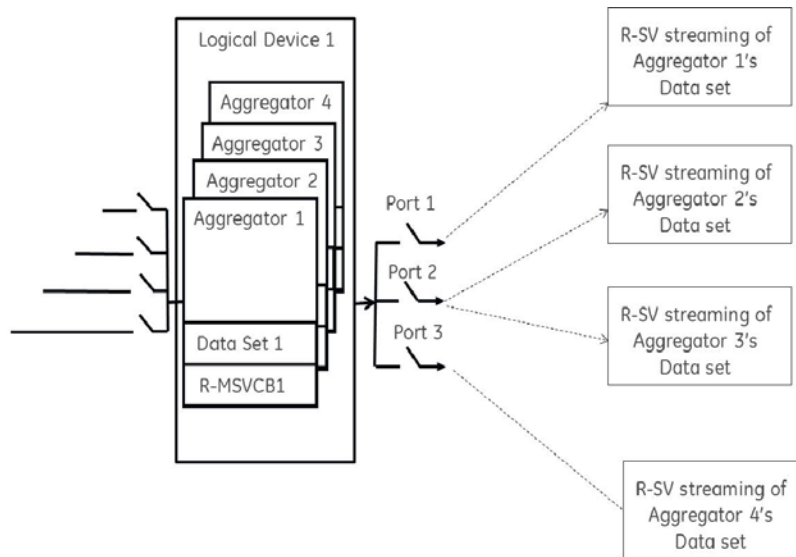 Logical Device 1
Aggregator 4
Aggregator 3
Aggregator 2
Aggregator 1
Data Set 1
R-MSVCB1
Port 1
Port 2
Port 3
R-SV streaming of
Aggregator 1's
Data set
R-SV streaming of
Aggregator 2's
Data set
R-SV streaming of
Aggregator 3's
Data set
R-SV streaming of
Aggregator 4's
Data set